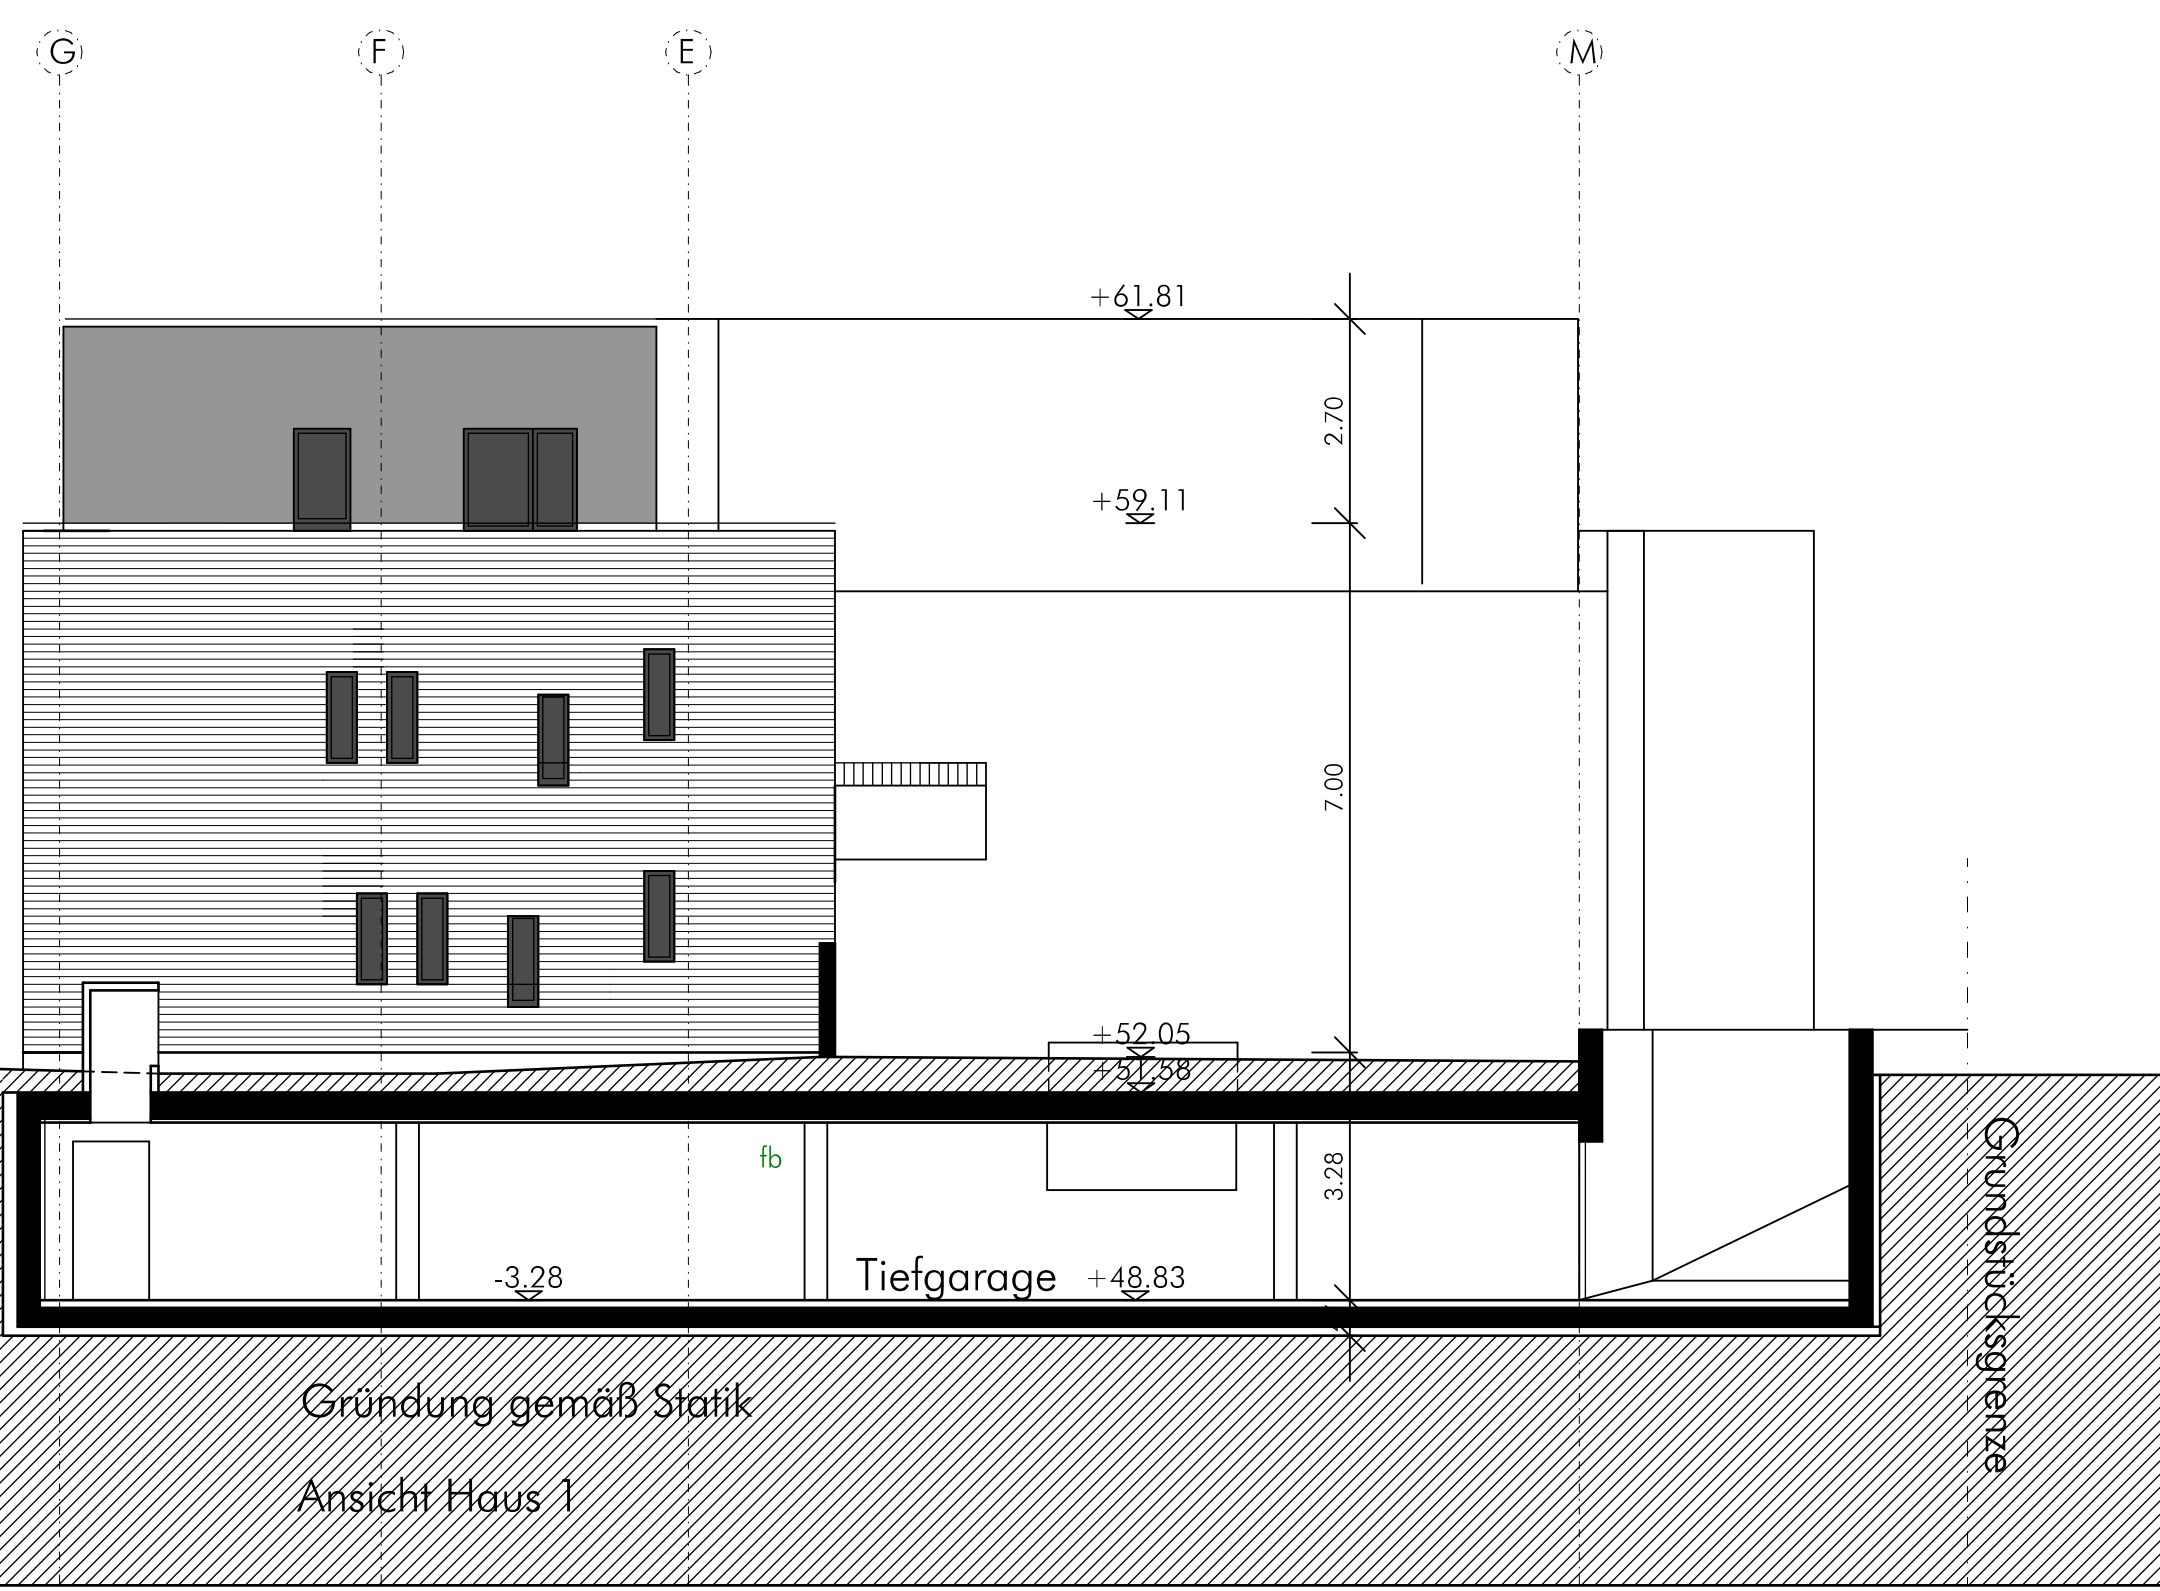 G F E M
+61.81
2.70
+59.11
7.00
+52.05
+51.58
fb
3.28
-3.28
Tiefgarage +48.83
Grundstücksgrenze
Gründung gemäß Statik
Ansicht Haus 1